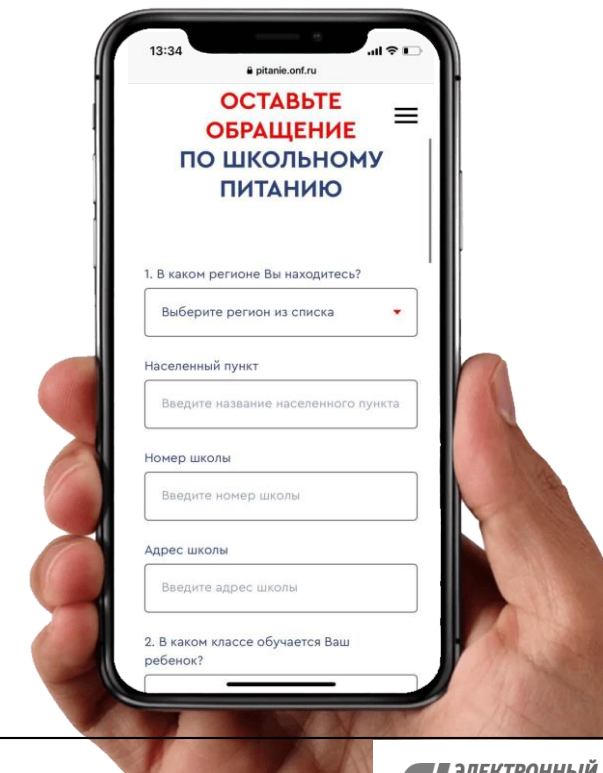 13:34
pitanie.onf.ru
ОСТАВЬТЕ
ОБРАЩЕНИЕ
ПО ШКОЛЬНОМУ
ПИТАНИЮ
1. В каком регионе Вы находитесь?
Выберите регион из списка
Населенный пункт
Введите название населенного пункта
Номер школы
Введите номер школы
Адрес школы
Введите адрес школы
2. В каком классе обучается Ваш
ребенок?
ЭЛЕКТРОННЫЙ